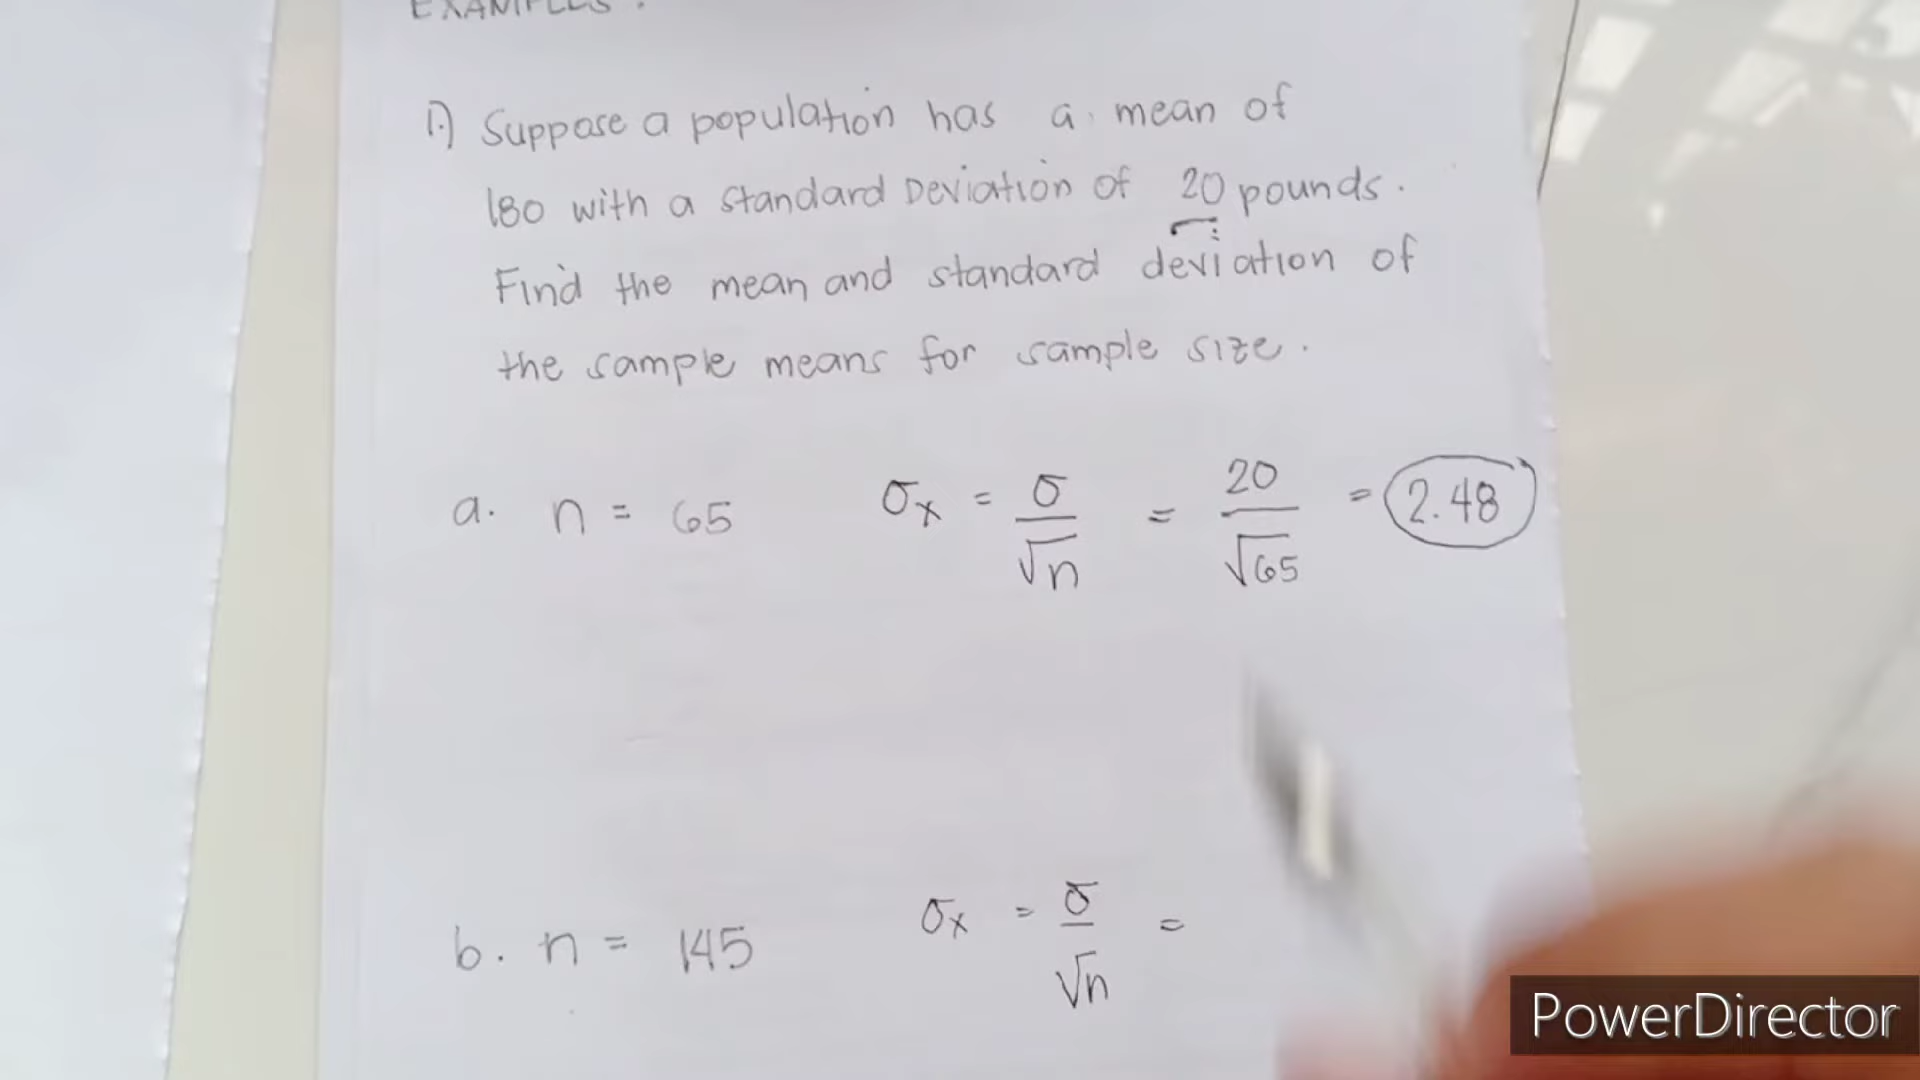 EXAMPLES :
1.) Suppose a population has a mean of
180 with a standard Deviation of 20 pounds.
Find the mean and standard deviation of
the sample means for sample size.
a. n = 65 σx = σ/√n = 20/√65 = 2.48
b. n = 145 σx = σ/√n =
PowerDirector